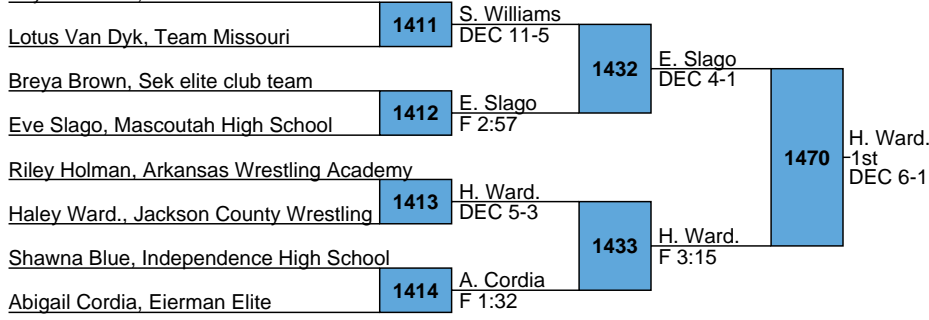 1411
S. Williams
DEC 11-5
Lotus Van Dyk, Team Missouri
1432
E. Slago
DEC 4-1
Breya Brown, Sek elite club team
1412
E. Slago
F 2:57
Eve Slago, Mascoutah High School
1470
H. Ward.
1st
DEC 6-1
Riley Holman, Arkansas Wrestling Academy
1413
H. Ward.
DEC 5-3
Haley Ward., Jackson County Wrestling
1433
H. Ward.
F 3:15
Shawna Blue, Independence High School
1414
A. Cordia
F 1:32
Abigail Cordia, Eierman Elite